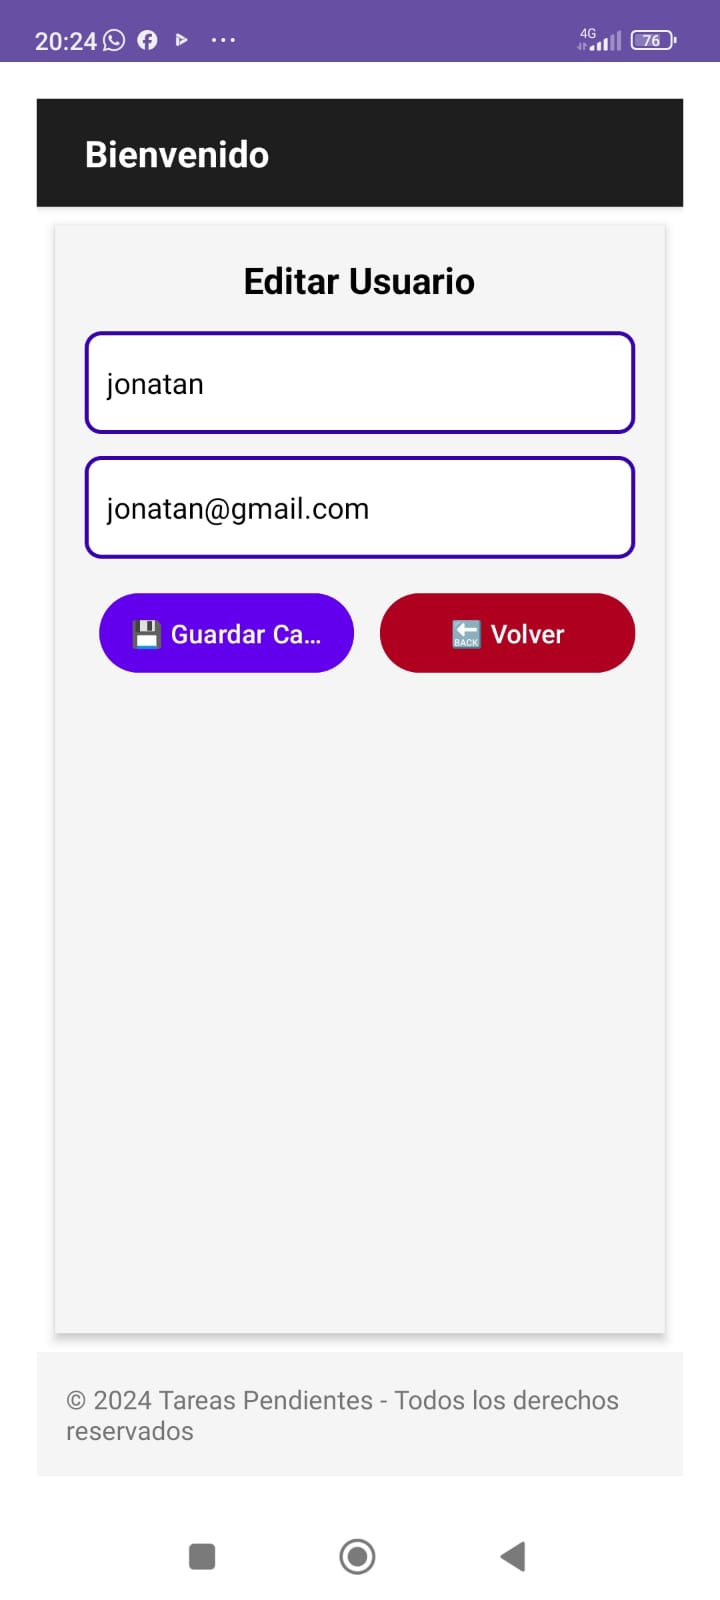 20:24 ... 4G 76
Bienvenido
Editar Usuario
jonatan
jonatan@gmail.com
💾 Guardar Ca...
🔙 Volver
© 2024 Tareas Pendientes - Todos los derechos
reservados